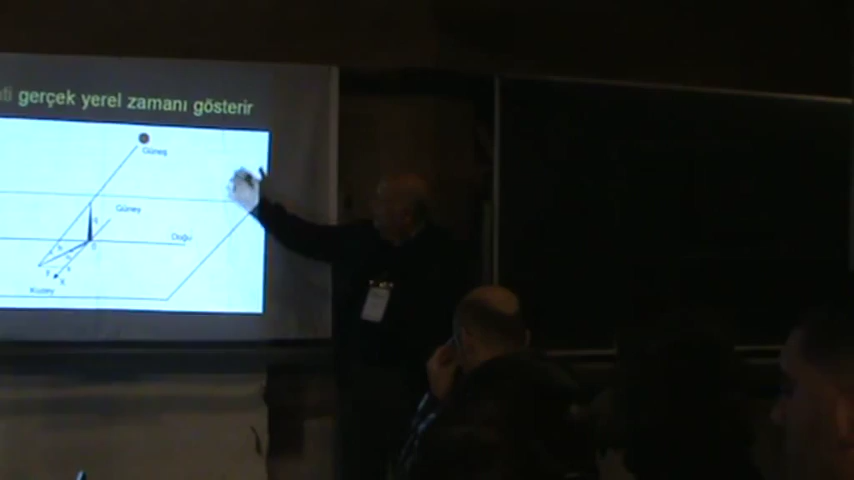 gerçek yerel zamanı gösterir
Güneş
Güney
Doğu
Kuzey